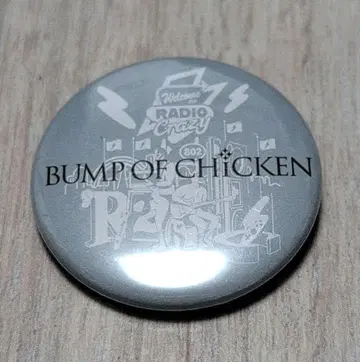 Welcome
RADIO
Crazy
802
BUMP OF CHiCKEN
R